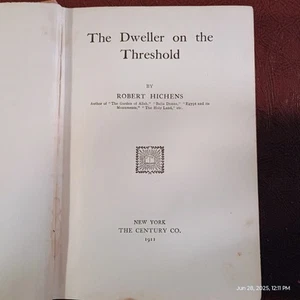 The Dweller on the
Threshold
BY
ROBERT HICHENS
Author of "The Garden of Allah," "Bella Donna," "Egypt and its
Monuments," "The Holy Land," etc.
NEW YORK
THE CENTURY CO.
1911
Jun 28, 2025, 12:11 PM